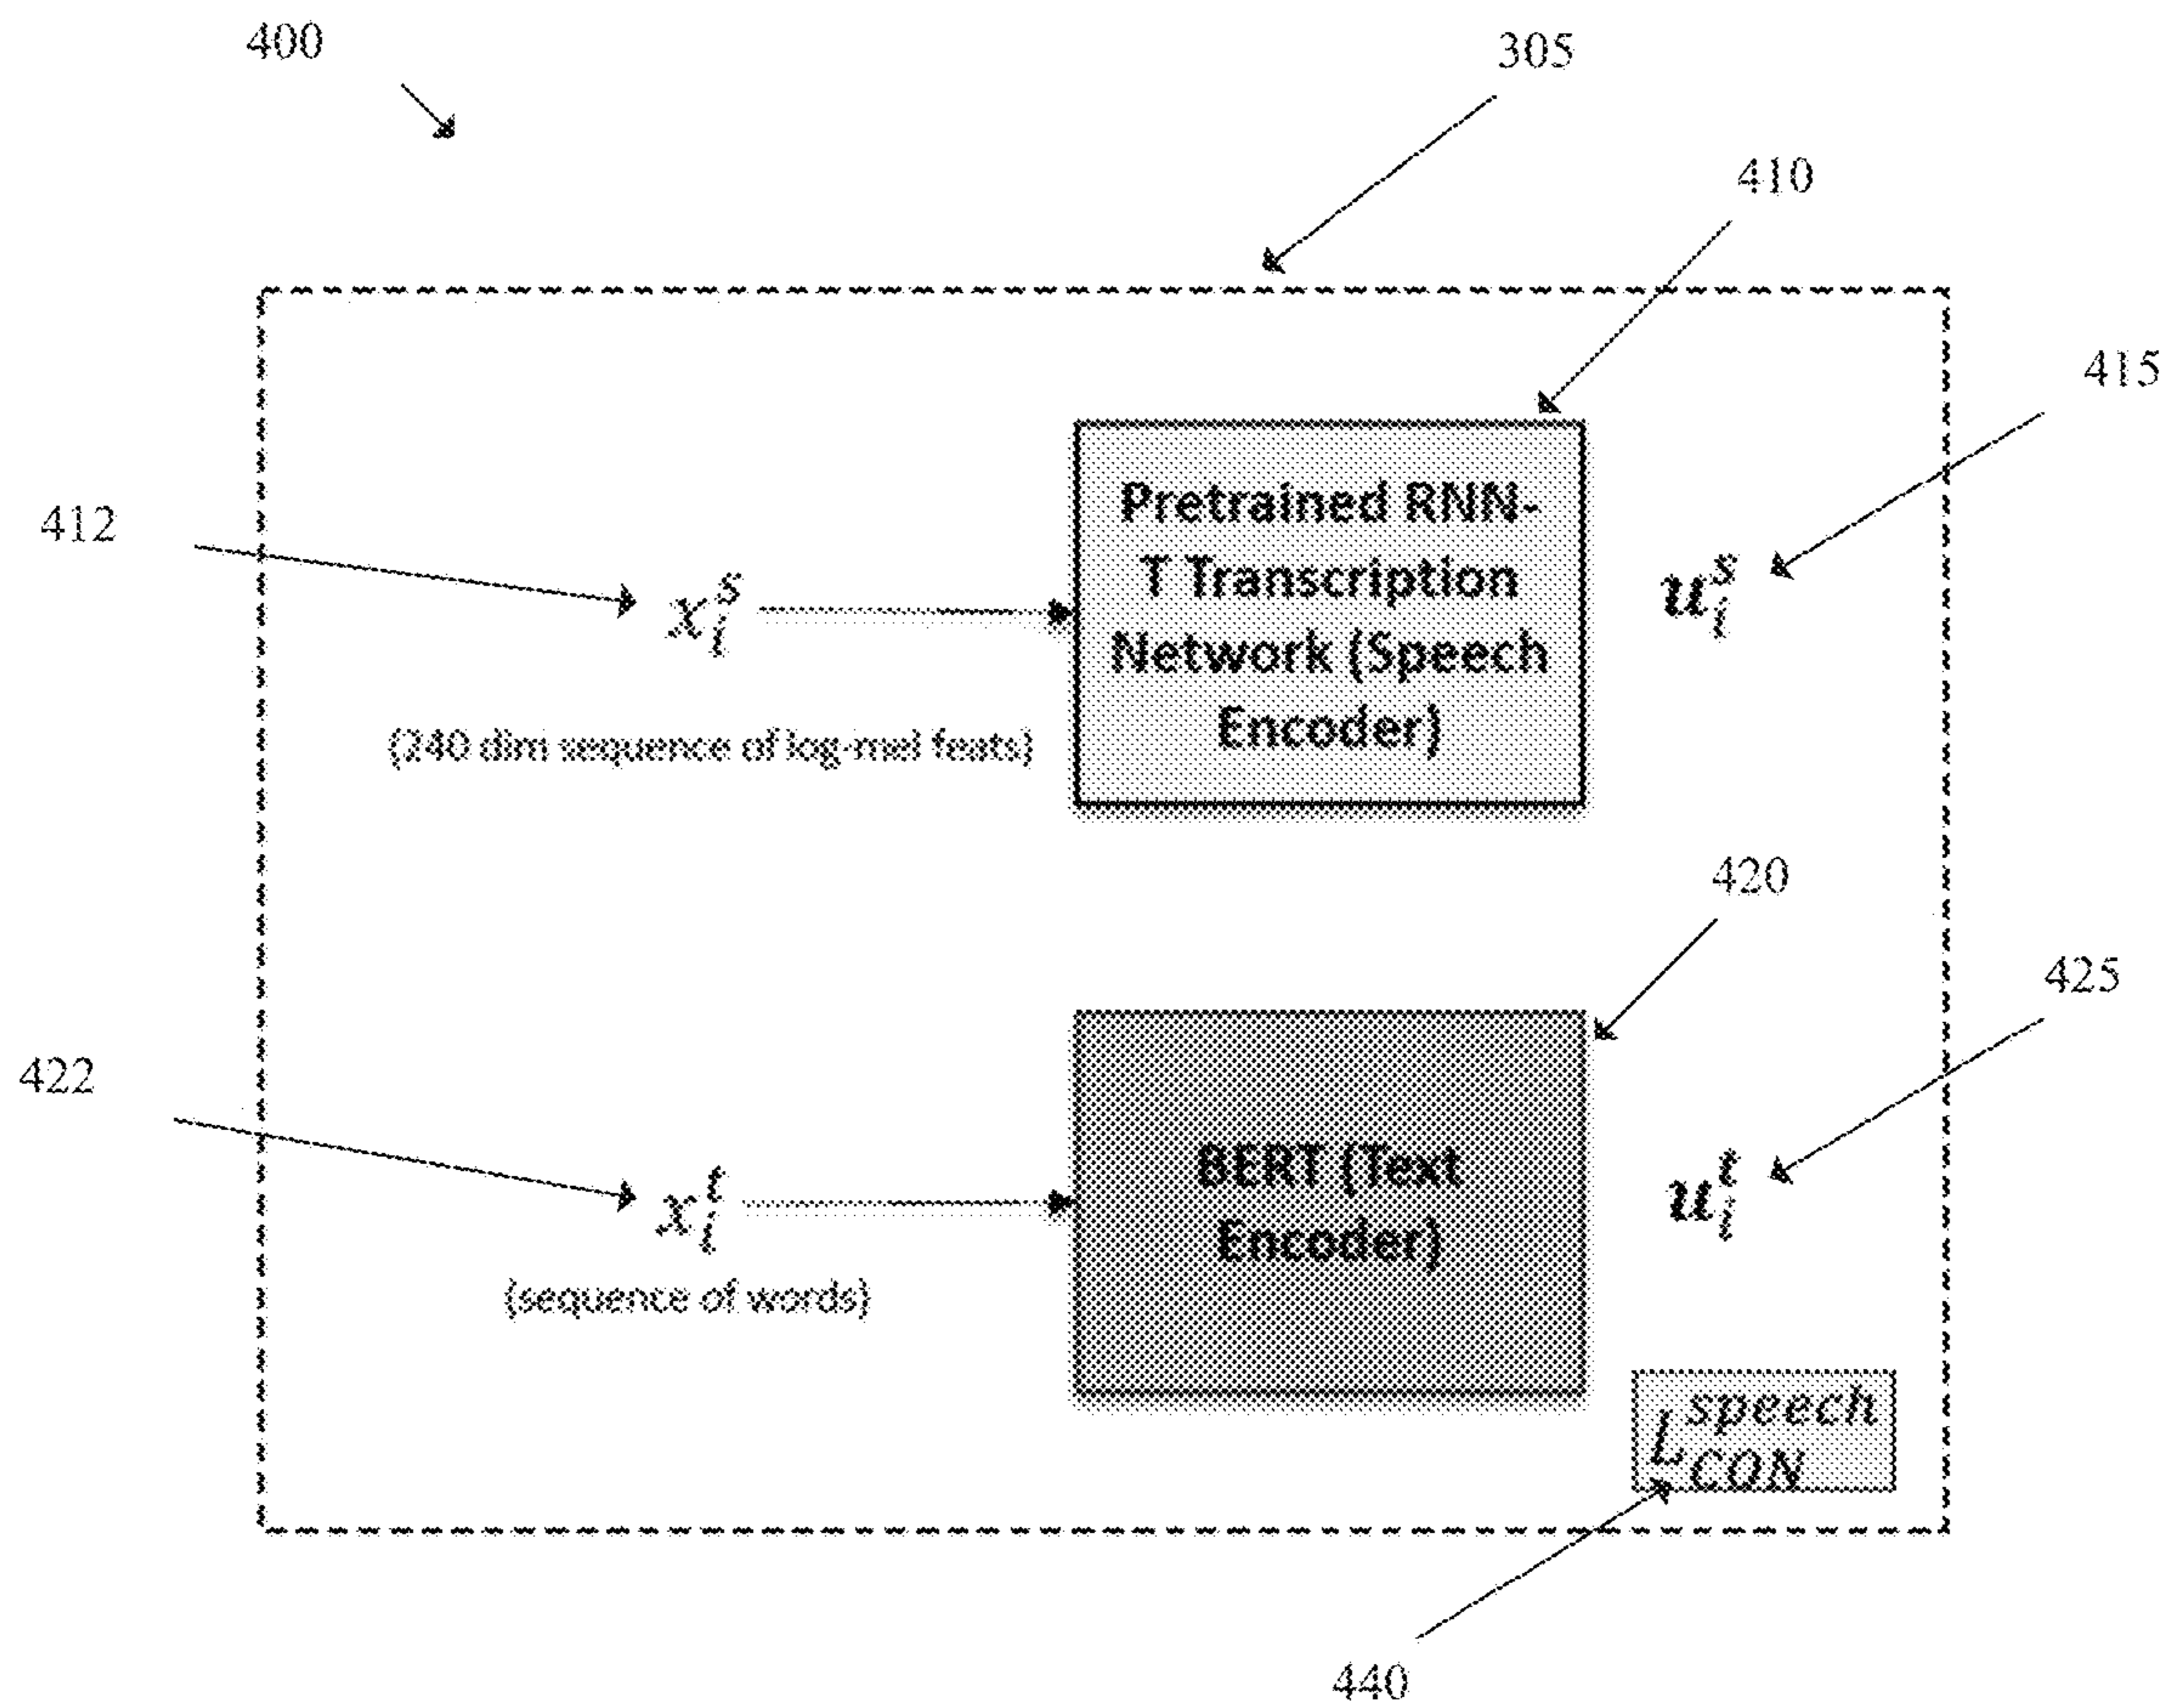 400
305
410
415
412
Pretrained RNN-
T Transcription
Network (Speech
Encoder)
x_i^s
u_i^s
(240 dim sequence of log-mel feats)
420
425
422
BERT (Text
Encoder)
x_i^t
u_i^t
(sequence of words)
L_CON^speech
440